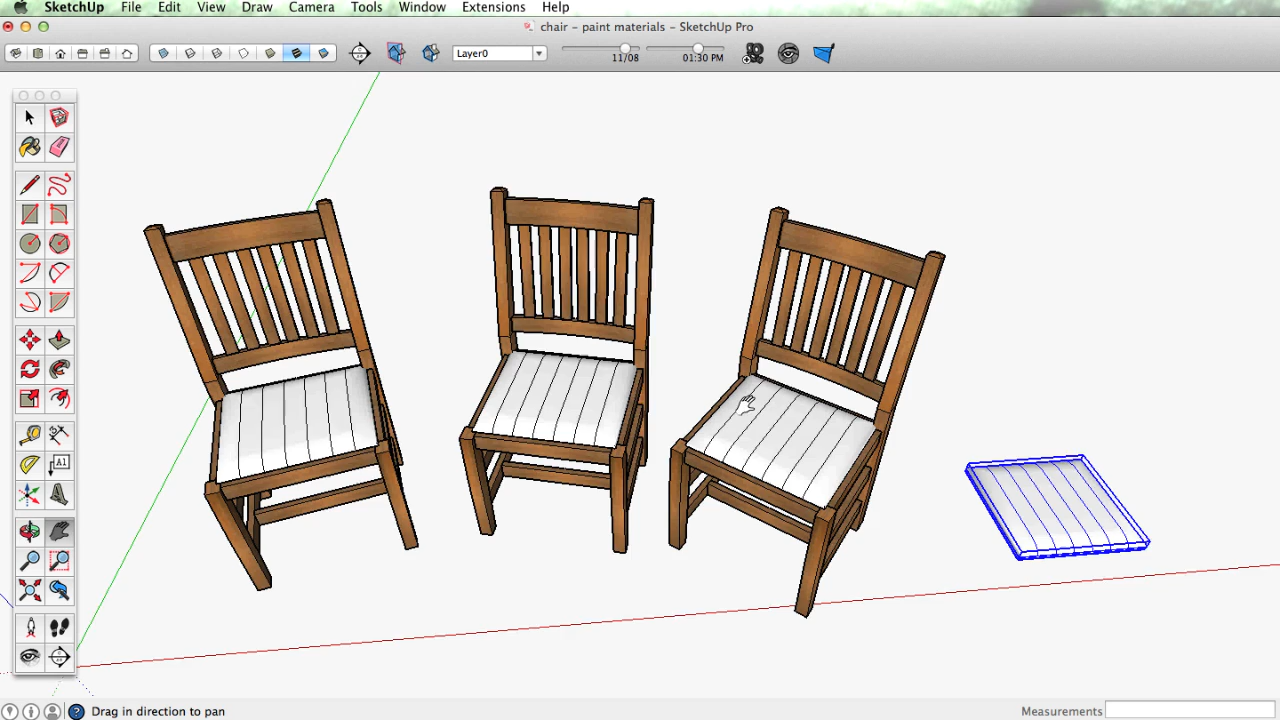 SketchUp File Edit View Draw Camera Tools Window Extensions Help
chair - paint materials - SketchUp Pro
Layer0 11/08 01:30 PM
A1
Drag in direction to pan Measurements